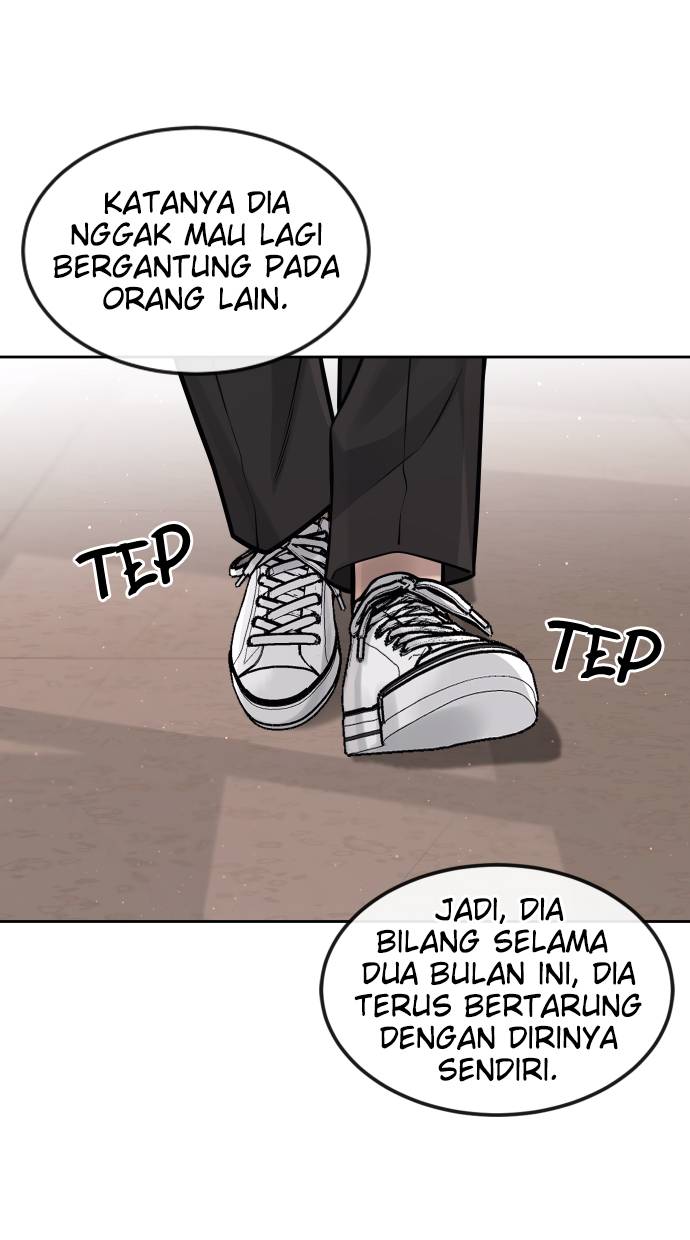 KATANYA DIA
NGGAK MAU LAGI
BERGANTUNG PADA
ORANG LAIN.
TEP
TEP
JADI, DIA
BILANG SELAMA
DUA BULAN INI, DIA
TERUS BERTARUNG
DENGAN DIRINYA
SENDIRI.